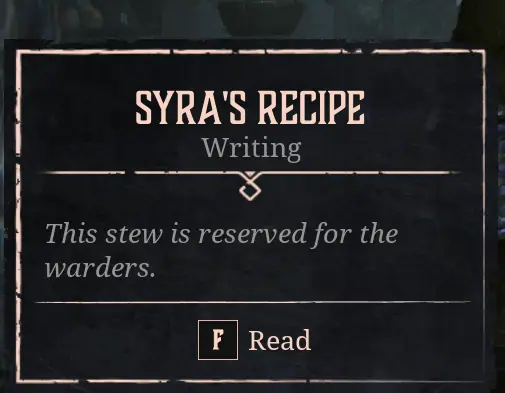 SYRA'S RECIPE
Writing
This stew is reserved for the
warders.
F Read